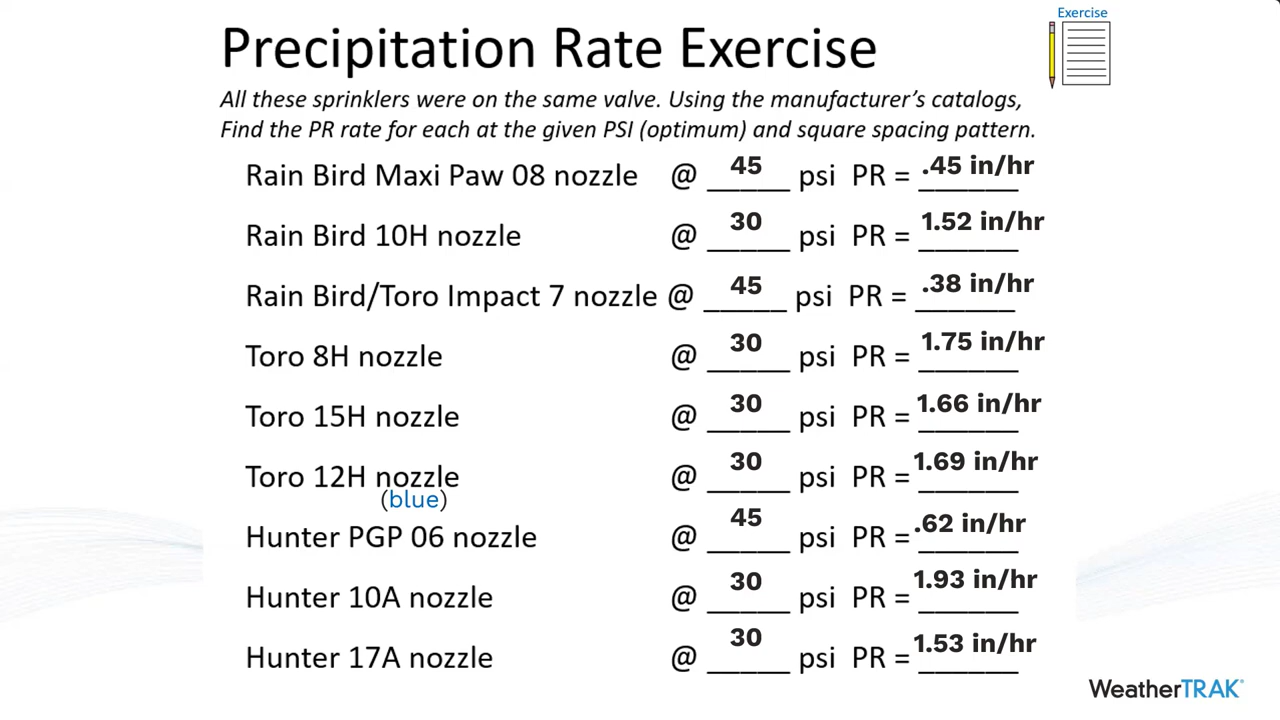 Exercise
Precipitation Rate Exercise
All these sprinklers were on the same valve. Using the manufacturer's catalogs,
Find the PR rate for each at the given PSI (optimum) and square spacing pattern.
Rain Bird Maxi Paw 08 nozzle @ 45 psi PR = .45 in/hr
Rain Bird 10H nozzle @ 30 psi PR = 1.52 in/hr
Rain Bird/Toro Impact 7 nozzle @ 45 psi PR = .38 in/hr
Toro 8H nozzle @ 30 psi PR = 1.75 in/hr
Toro 15H nozzle @ 30 psi PR = 1.66 in/hr
Toro 12H nozzle @ 30 psi PR = 1.69 in/hr
(blue)
Hunter PGP 06 nozzle @ 45 psi PR = .62 in/hr
Hunter 10A nozzle @ 30 psi PR = 1.93 in/hr
Hunter 17A nozzle @ 30 psi PR = 1.53 in/hr
WeatherTRAK